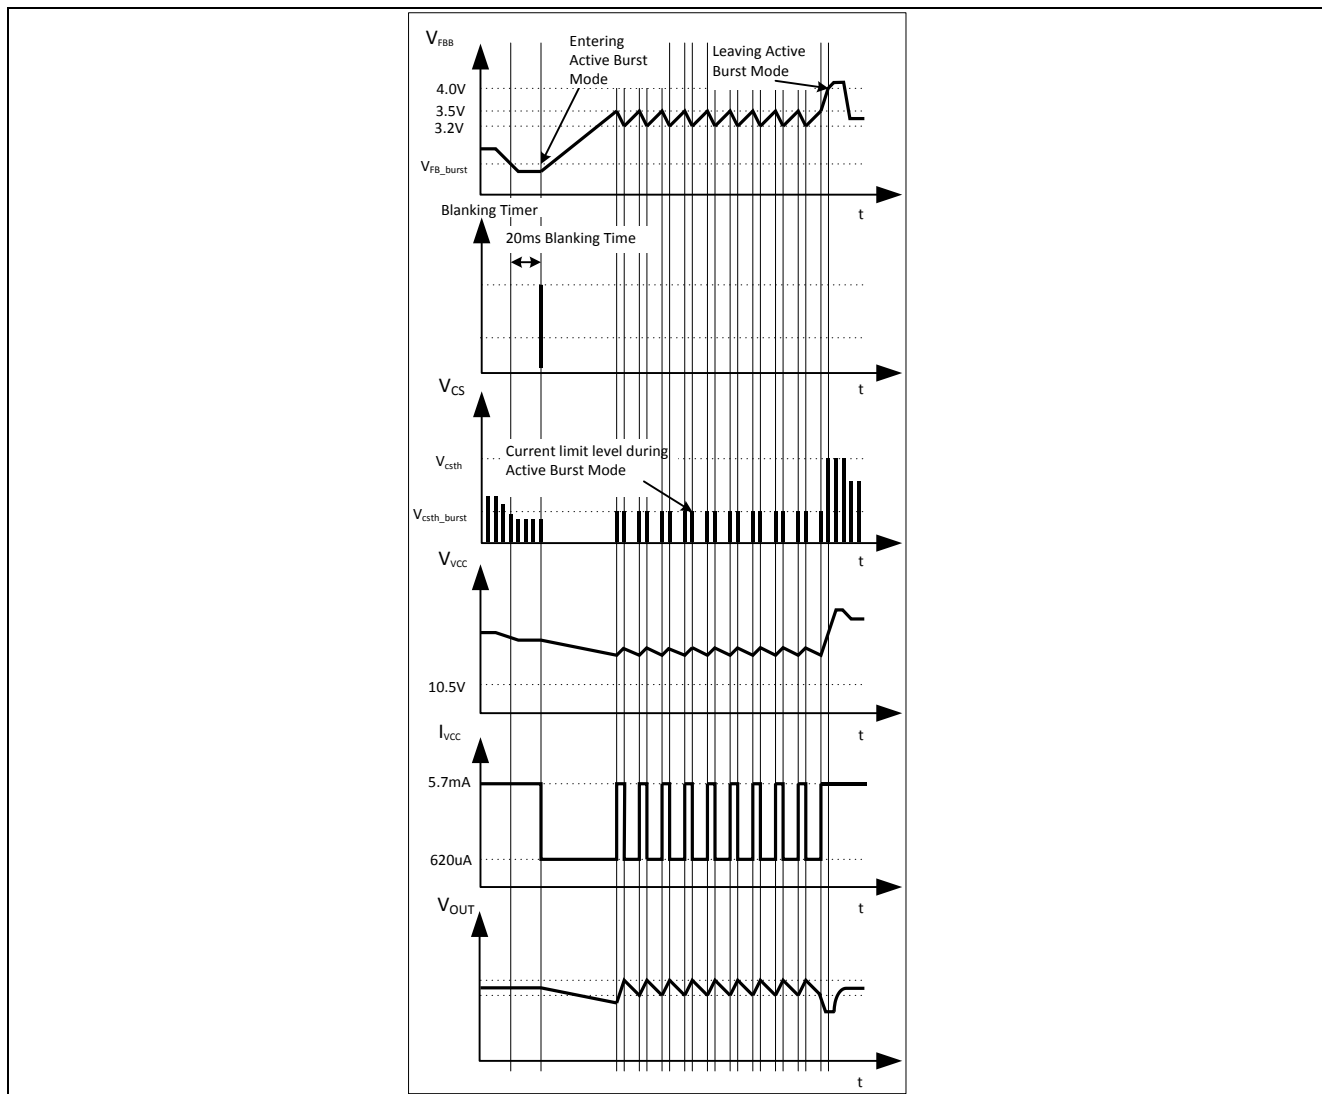 V_FBB
Entering
Active Burst
Mode
Leaving Active
Burst Mode
4.0V
3.5V
3.2V
V_FB_burst
t
Blanking Timer
20ms Blanking Time
t
V_CS
V_csth
Current limit level during
Active Burst Mode
V_csth_burst
t
V_VCC
10.5V
t
I_VCC
5.7mA
620uA
t
V_OUT
t